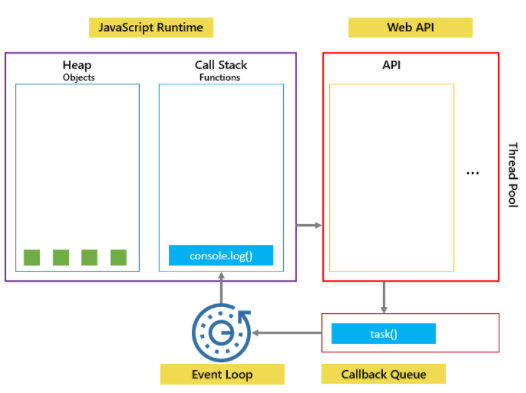 JavaScript Runtime
Web API
Heap
Objects
Call Stack
Functions
API
...
Thread Pool
console.log()
task()
Event Loop
Callback Queue